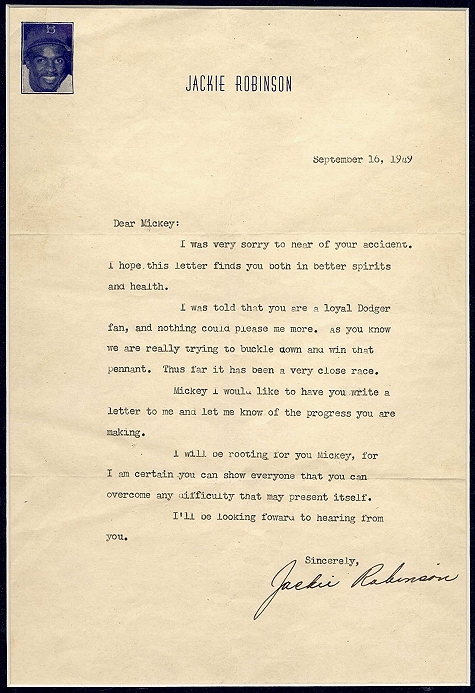 B
JACKIE ROBINSON
September 16, 1949
Dear Mickey:
I was very sorry to hear of your accident.
I hope this letter finds you both in better spirits
and health.
I was told that you are a loyal Dodger
fan, and nothing could please me more. As you know
we are really trying to buckle down and win that
pennant. Thus far it has been a very close race.
Mickey I would like to have you write a
letter to me and let me know of the progress you are
making.
I will be rooting for you Mickey, for
I am certain you can show everyone that you can
overcome any difficulty that may present itself.
I'll be looking foward to hearing from
you.
Sincerely,
Jackie Robinson